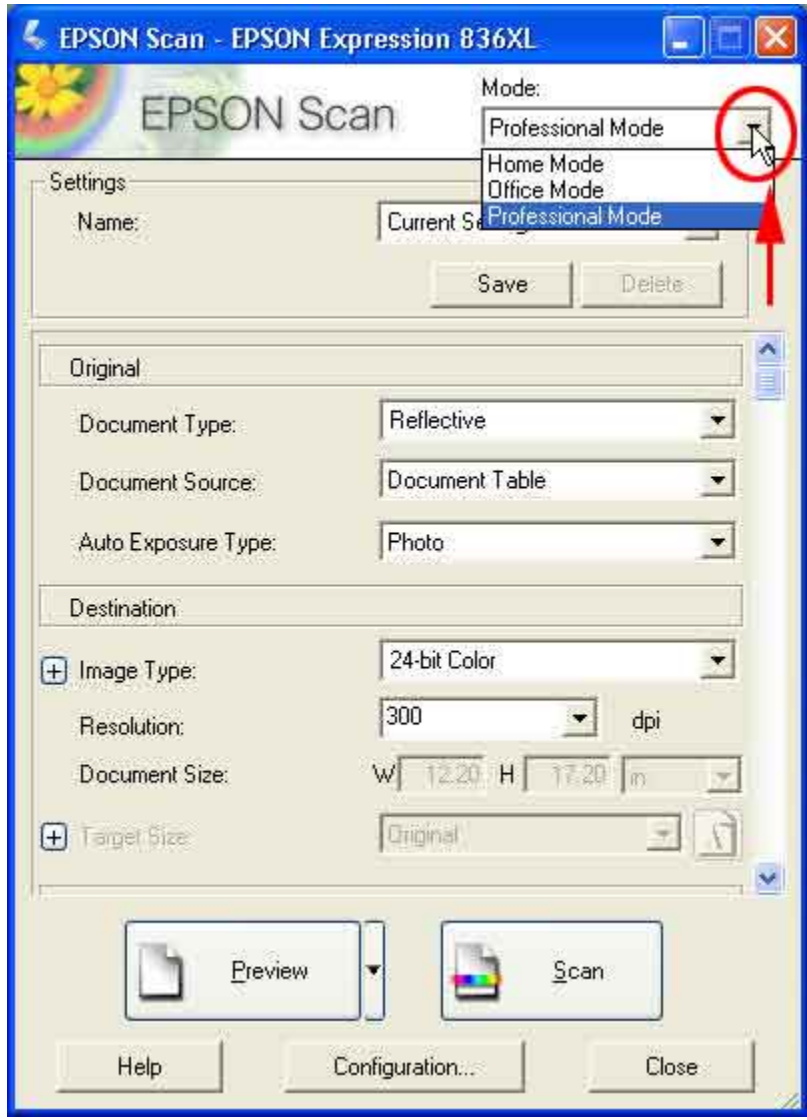 EPSON Scan - EPSON Expression 836XL
EPSON Scan
Mode:
Professional Mode
Home Mode
Office Mode
Professional Mode
Settings
Name:
Current
Save
Delete
Original
Document Type:
Reflective
Document Source:
Document Table
Auto Exposure Type:
Photo
Destination
Image Type:
24-bit Color
Resolution:
300
dpi
Document Size:
W 12.20 H 17.20 in
Target Size:
Original
Preview
Scan
Help
Configuration...
Close